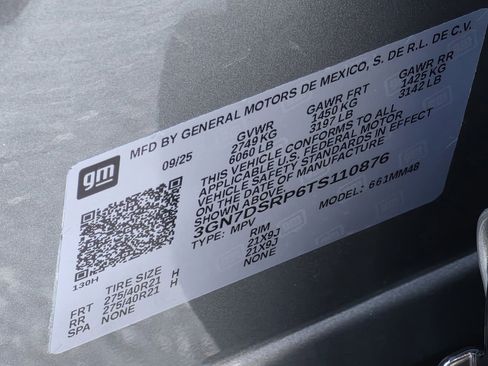 gm
MFD BY GENERAL MOTORS DE MEXICO, S. DE R.L. DE C.V.
09/25 GVWR GAWR FRT GAWR RR
2749 KG 1450 KG 1425 KG
6060 LB 3197 LB 3142 LB
THIS VEHICLE CONFORMS TO ALL
APPLICABLE U.S. FEDERAL MOTOR
VEHICLE SAFETY STANDARDS IN EFFECT
ON THE DATE OF MANUFACTURE
SHOWN ABOVE.
3GN7DSRP6TS110876
TYPE: MPV MODEL: 661MM48
130H
TIRE SIZE RIM
FRT 275/40R21 H 21X9J
RR 275/40R21 H 21X9J
SPA NONE NONE